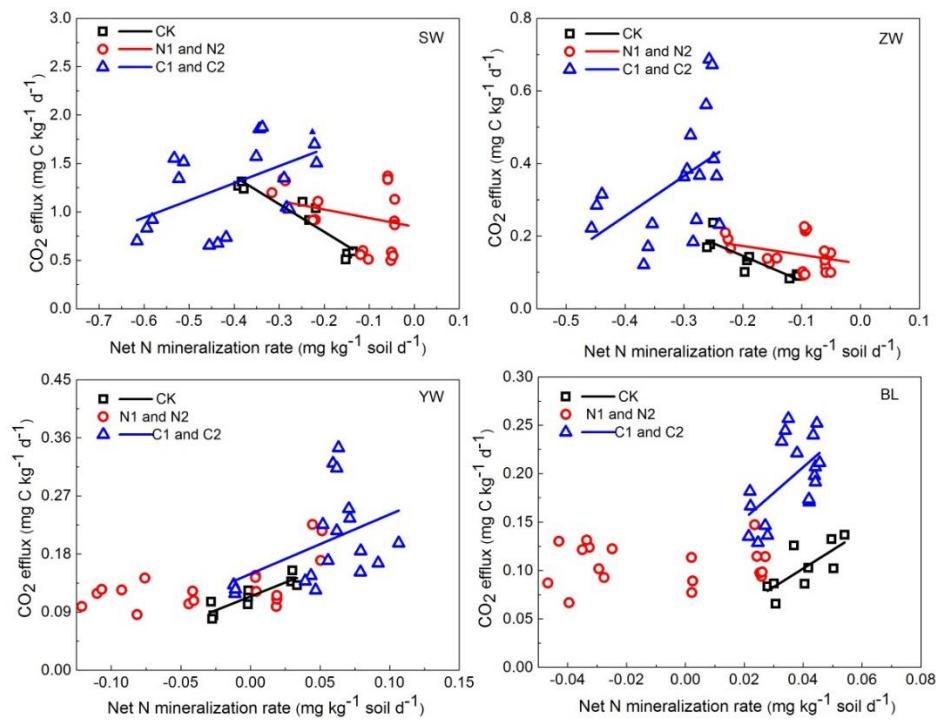 SW
CK
N1 and N2
C1 and C2
3.0
2.5
2.0
1.5
1.0
0.5
0.0
CO2 efflux (mg C kg-1 d-1)
-0.7 -0.6 -0.5 -0.4 -0.3 -0.2 -0.1 0.0 0.1
Net N mineralization rate (mg kg-1 soil d-1)
ZW
CK
N1 and N2
C1 and C2
0.8
0.6
0.4
0.2
0.0
CO2 efflux (mg C kg-1 d-1)
-0.5 -0.4 -0.3 -0.2 -0.1 0.0 0.1
Net N mineralization rate (mg kg-1 soil d-1)
YW
CK
N1 and N2
C1 and C2
0.45
0.36
0.27
0.18
0.09
0.00
CO2 efflux (mg C kg-1 d-1)
-0.10 -0.05 0.00 0.05 0.10 0.15
Net N mineralization rate (mg kg-1 soil d-1)
BL
CK
N1 and N2
C1 and C2
0.30
0.25
0.20
0.15
0.10
0.05
0.00
CO2 efflux (mg C kg-1 d-1)
-0.04 -0.02 0.00 0.02 0.04 0.06
Net N mineralization rate (mg kg-1 soil d-1)